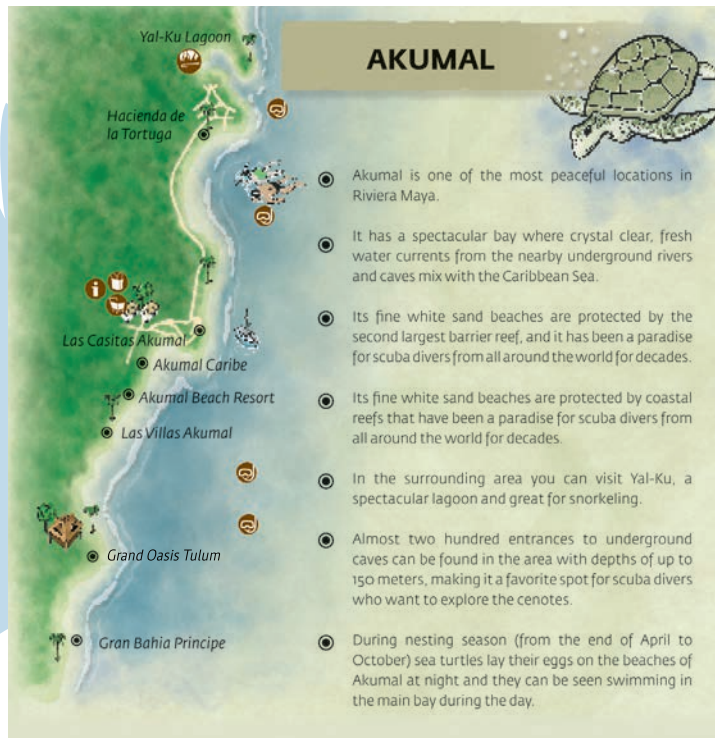 Yal-Ku Lagoon
AKUMAL
Hacienda de
la Tortuga
Las Casitas Akumal
Akumal Caribe
Akumal Beach Resort
Las Villas Akumal
Grand Oasis Tulum
Gran Bahia Principe
Akumal is one of the most peaceful locations in
Riviera Maya.
It has a spectacular bay where crystal clear, fresh
water currents from the nearby underground rivers
and caves mix with the Caribbean Sea.
Its fine white sand beaches are protected by the
second largest barrier reef, and it has been a paradise
for scuba divers from all around the world for decades.
Its fine white sand beaches are protected by coastal
reefs that have been a paradise for scuba divers from
all around the world for decades.
In the surrounding area you can visit Yal-Ku, a
spectacular lagoon and great for snorkeling.
Almost two hundred entrances to underground
caves can be found in the area with depths of up to
150 meters, making it a favorite spot for scuba divers
who want to explore the cenotes.
During nesting season (from the end of April to
October) sea turtles lay their eggs on the beaches of
Akumal at night and they can be seen swimming in
the main bay during the day.